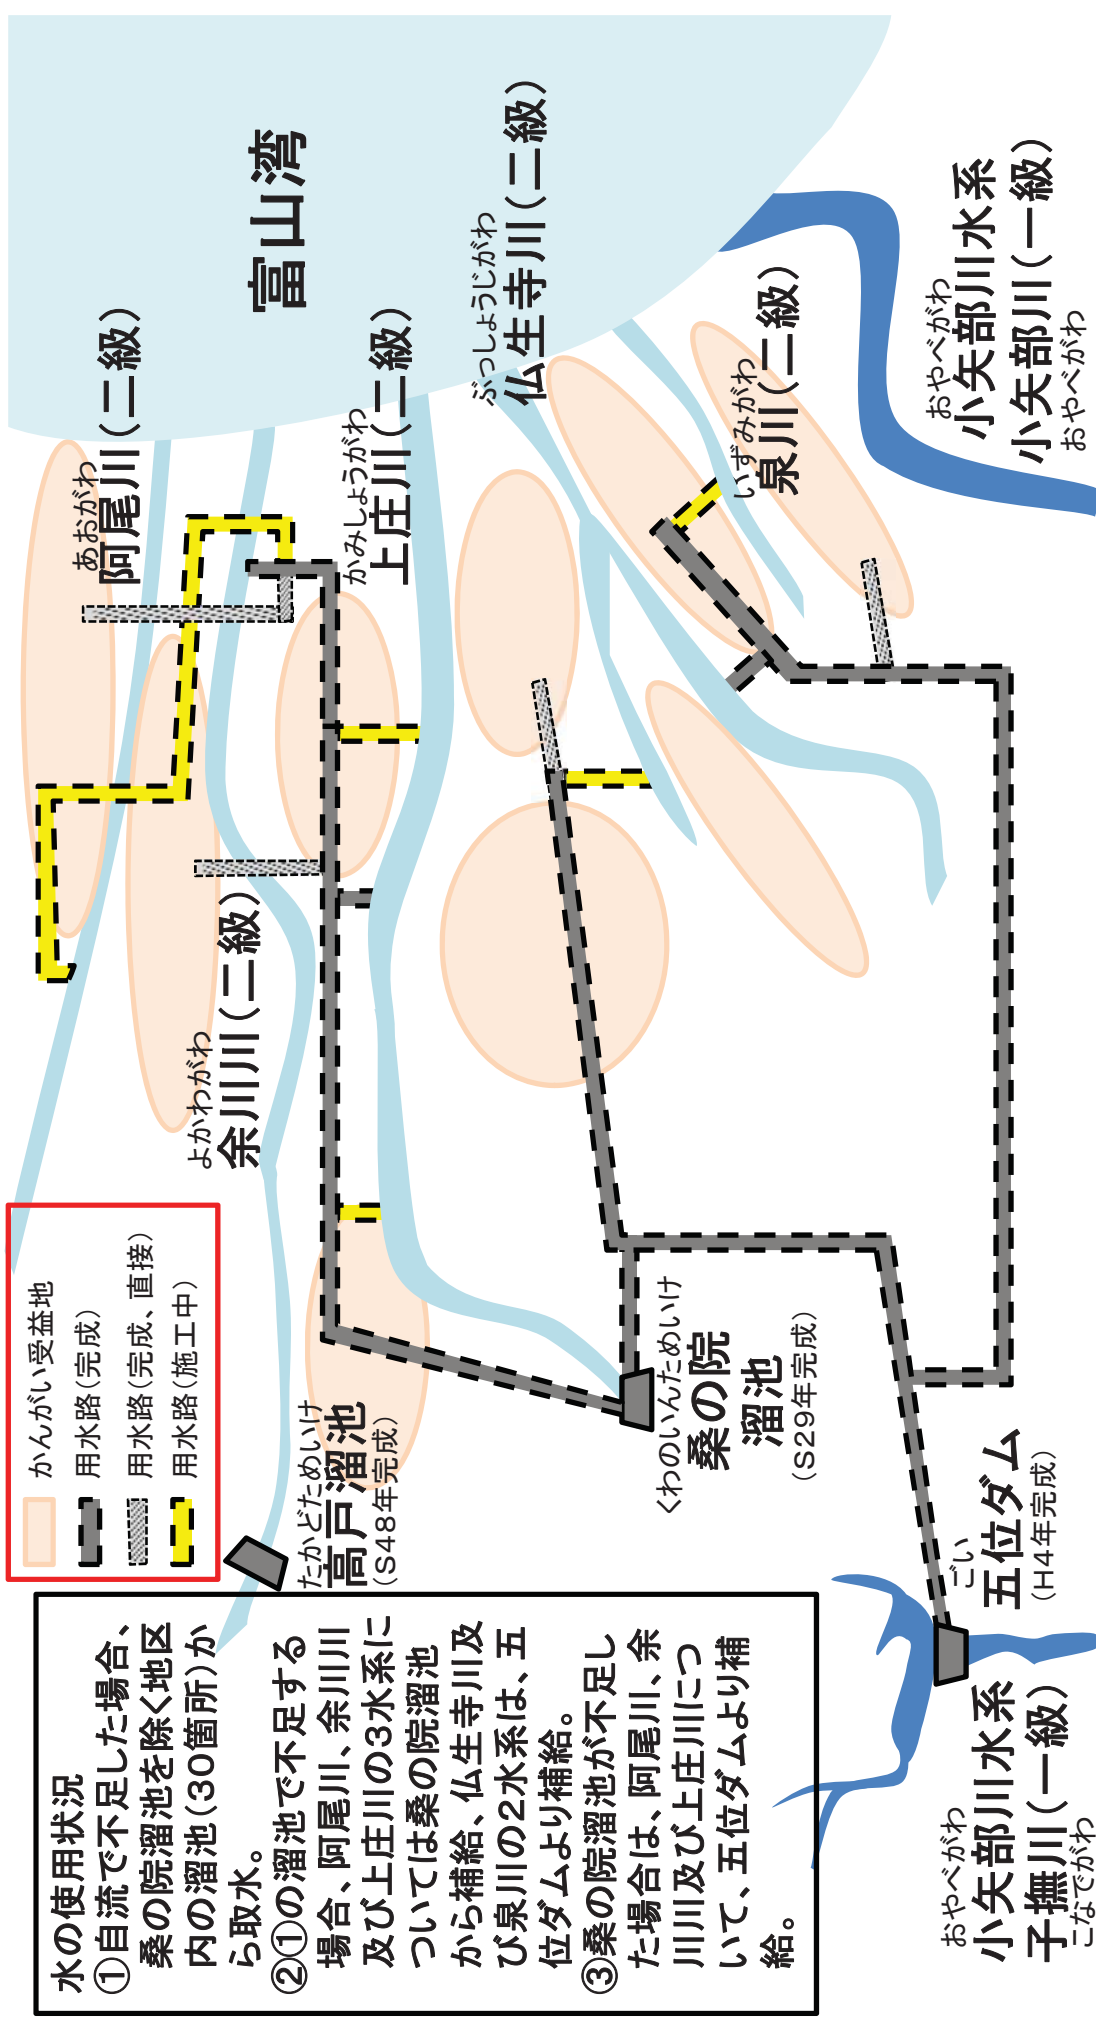 水の使用状況
①自流で不足した場合、
桑の院溜池を除く地区
内の溜池(30箇所)か
ら取水。
②①の溜池で不足する
場合、阿尾川、余川川
及び上庄川の3水系に
ついては桑の院溜池
から補給、仏生寺川及
び泉川の2水系は、五
位ダムより補給。
③桑の院溜池が不足し
た場合は、阿尾川、余
川川及び上庄川につ
いて、五位ダムより補
給。
かんがい受益地
用水路(完成)
用水路(完成、直接)
用水路(施工中)
あおがわ
阿尾川(二級)
よかわがわ
余川川(二級)
富山湾
かみしょうがわ
上庄川(二級)
ぶっしょうじがわ
仏生寺川(二級)
いずみがわ
泉川(二級)
おやべがわ
小矢部川水系
小矢部川(一級)
おやべがわ
たかどためいけ
高戸溜池
(S48年完成)
くわのいんためいけ
桑の院
溜池
(S29年完成)
ごい
五位ダム
(H4年完成)
おやべがわ
小矢部川水系
子撫川(一級)
こなでがわ